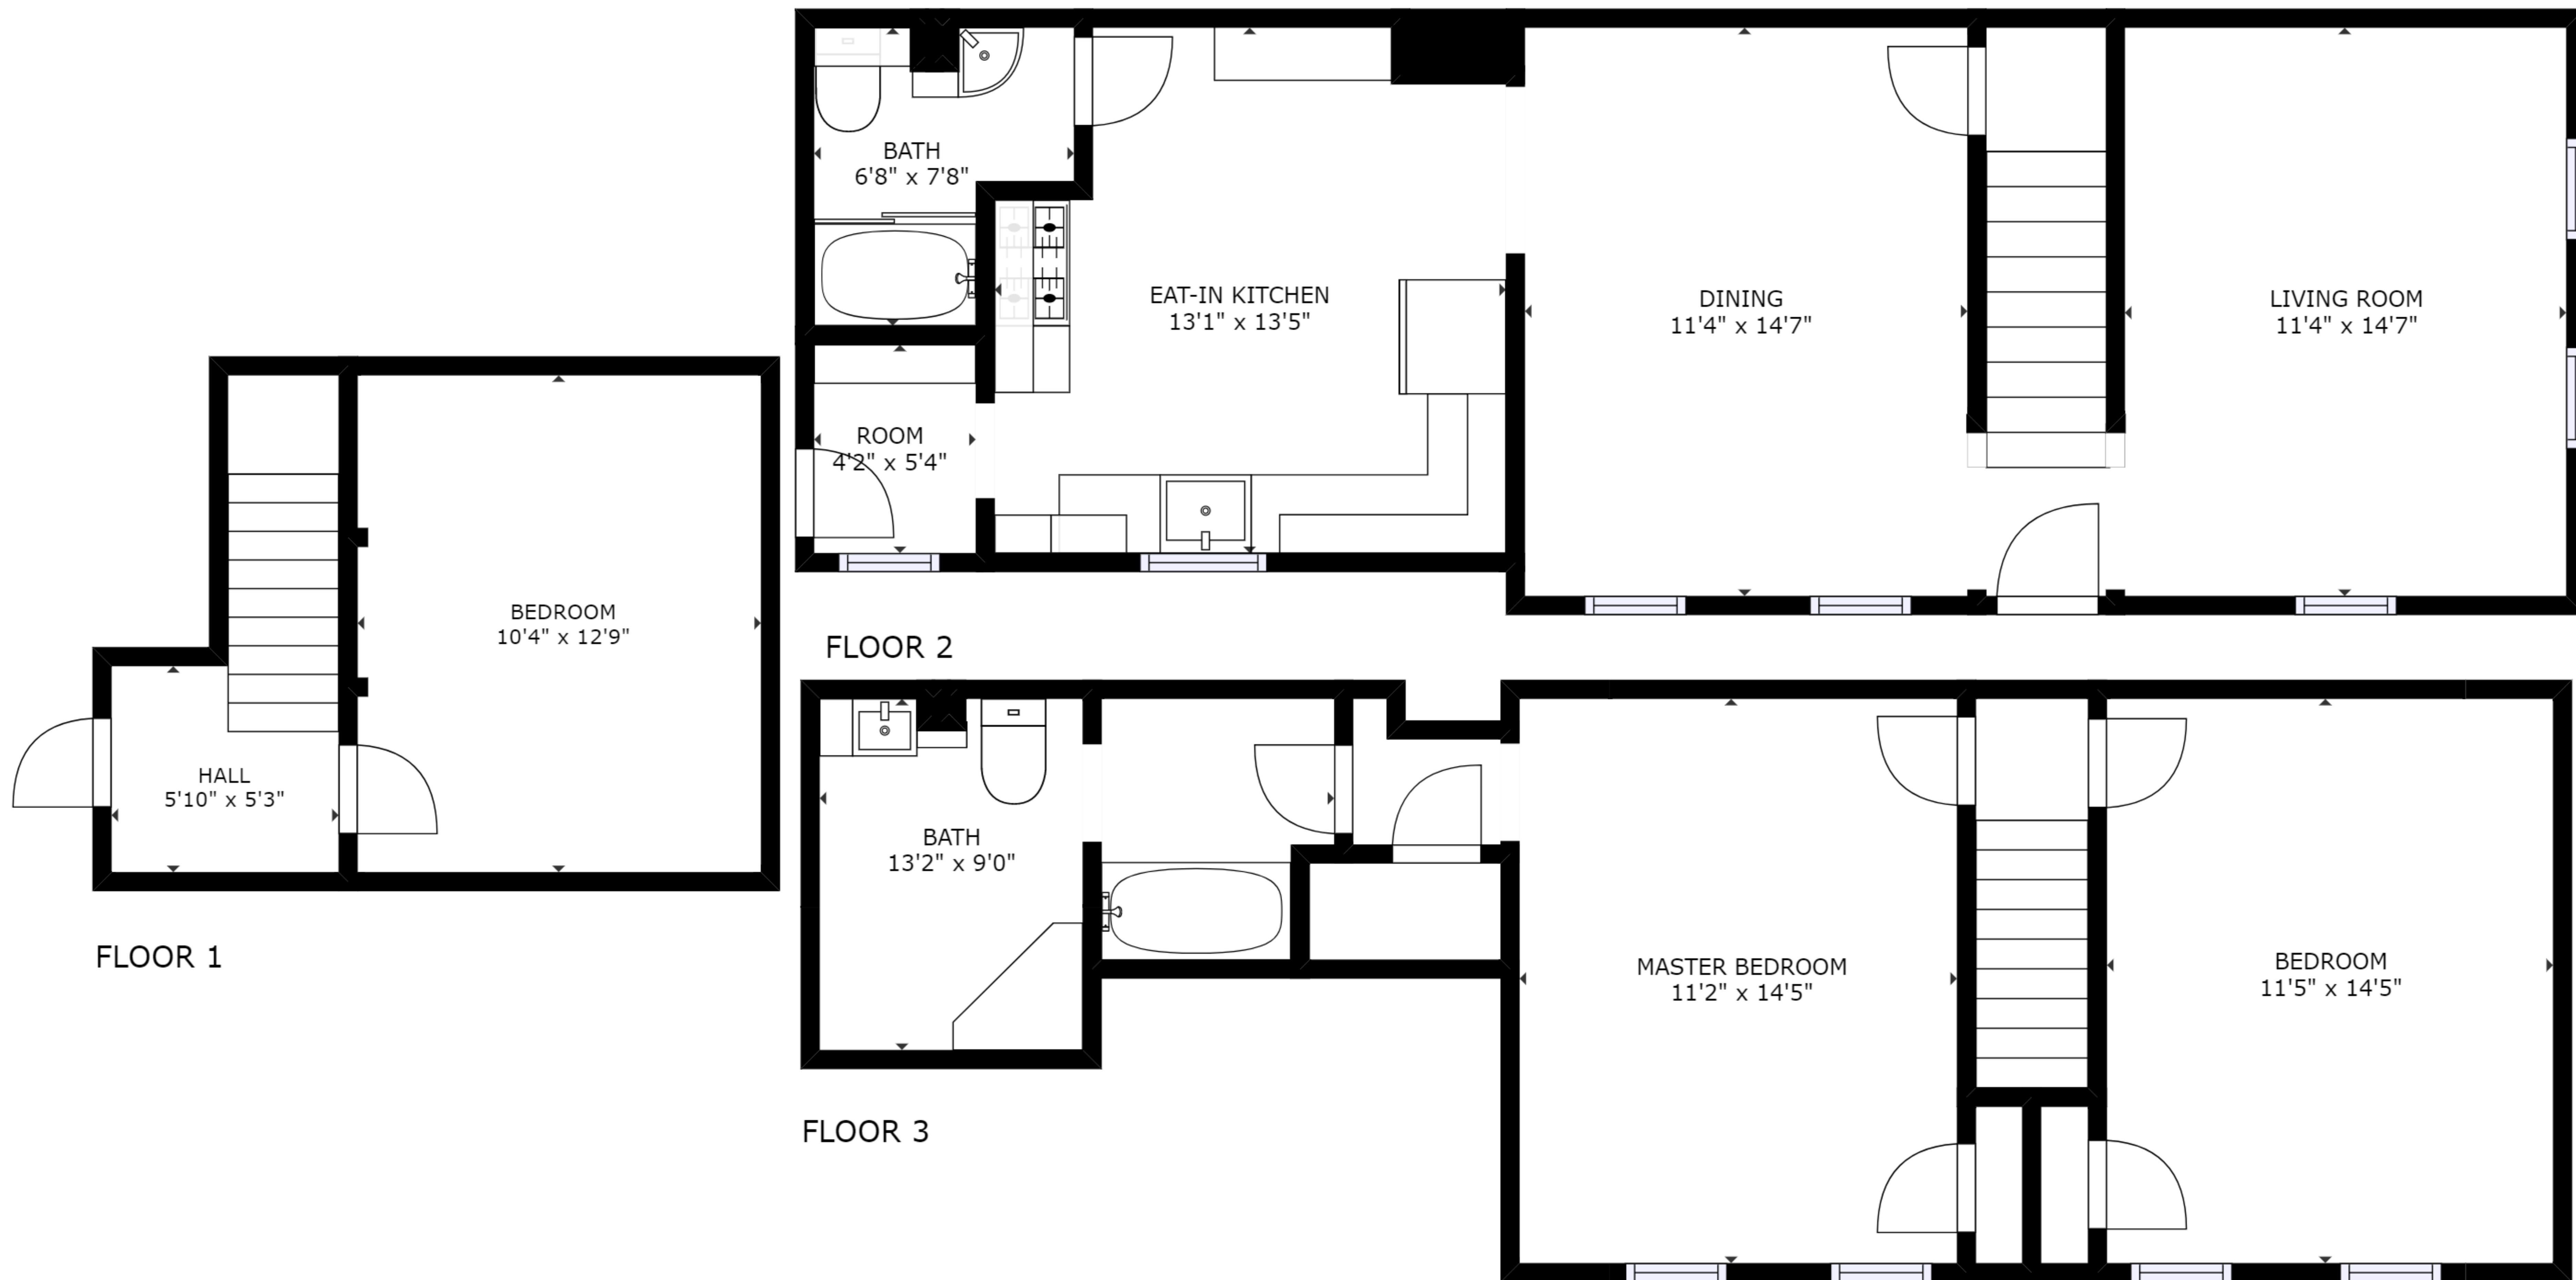 BATH
6'8" x 7'8"
EAT-IN KITCHEN
13'1" x 13'5"
DINING
11'4" x 14'7"
LIVING ROOM
11'4" x 14'7"
ROOM
4'2" x 5'4"
FLOOR 2
BEDROOM
10'4" x 12'9"
HALL
5'10" x 5'3"
FLOOR 1
BATH
13'2" x 9'0"
MASTER BEDROOM
11'2" x 14'5"
BEDROOM
11'5" x 14'5"
FLOOR 3